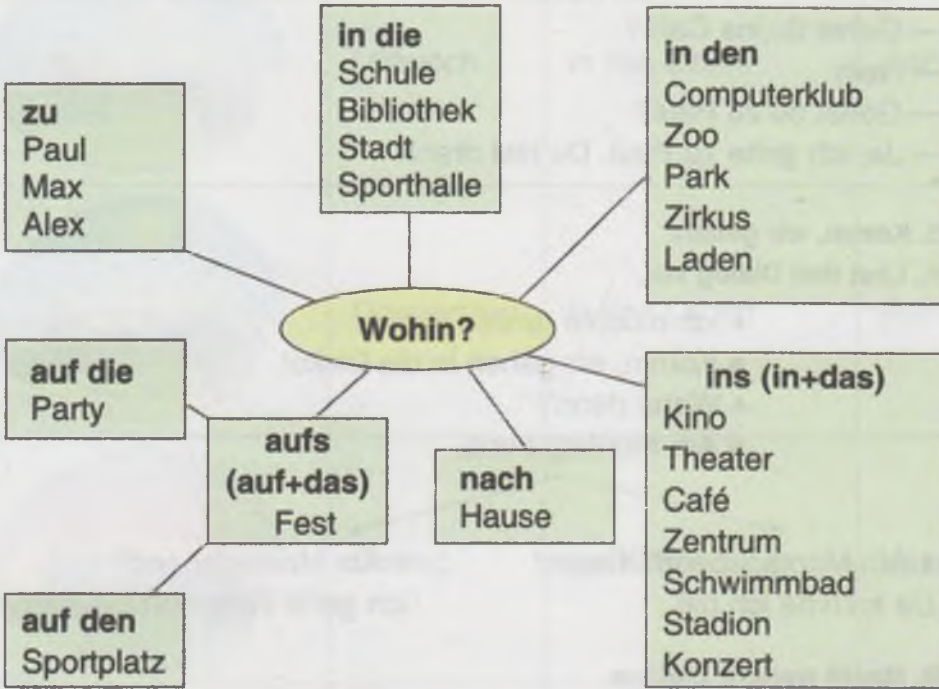 zu
Paul
Max
Alex
in die
Schule
Bibliothek
Stadt
Sporthalle
in den
Computerklub
Zoo
Park
Zirkus
Laden
Wohin?
auf die
Party
aufs
(auf+das)
Fest
nach
Hause
ins (in+das)
Kino
Theater
Café
Zentrum
Schwimmbad
Stadion
Konzert
auf den
Sportplatz